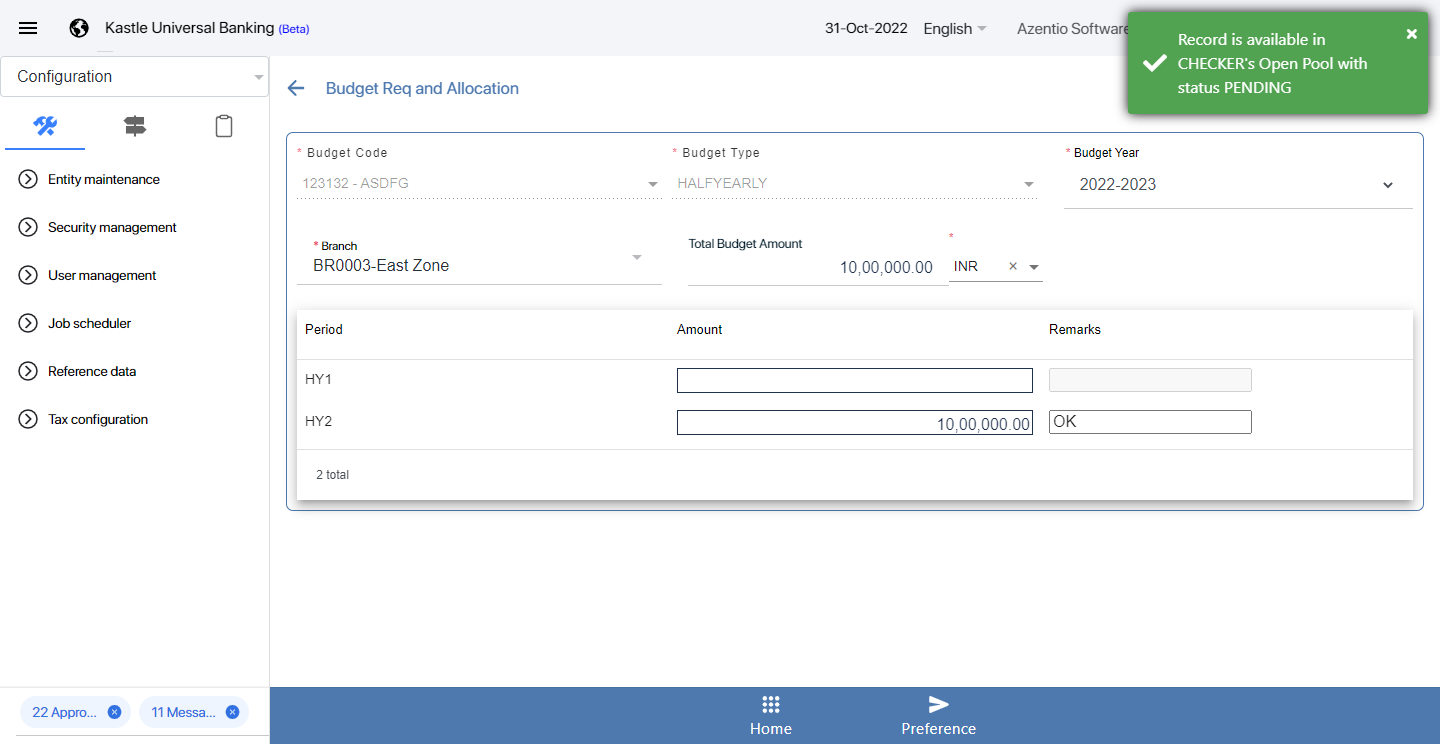 Kastle Universal Banking (Beta)
31-Oct-2022
English
Azentio Software
Record is available in
CHECKER's Open Pool with
status PENDING
Configuration
Entity maintenance
Security management
User management
Job scheduler
Reference data
Tax configuration
22 Appro...
11 Messa...
Budget Req and Allocation
* Budget Code
123132 - ASDFG
* Budget Type
HALFYEARLY
* Budget Year
2022-2023
* Branch
BR0003-East Zone
Total Budget Amount
10,00,000.00
*
INR
Period Amount Remarks
HY1
HY2 10,00,000.00 OK
2 total
Home
Preference